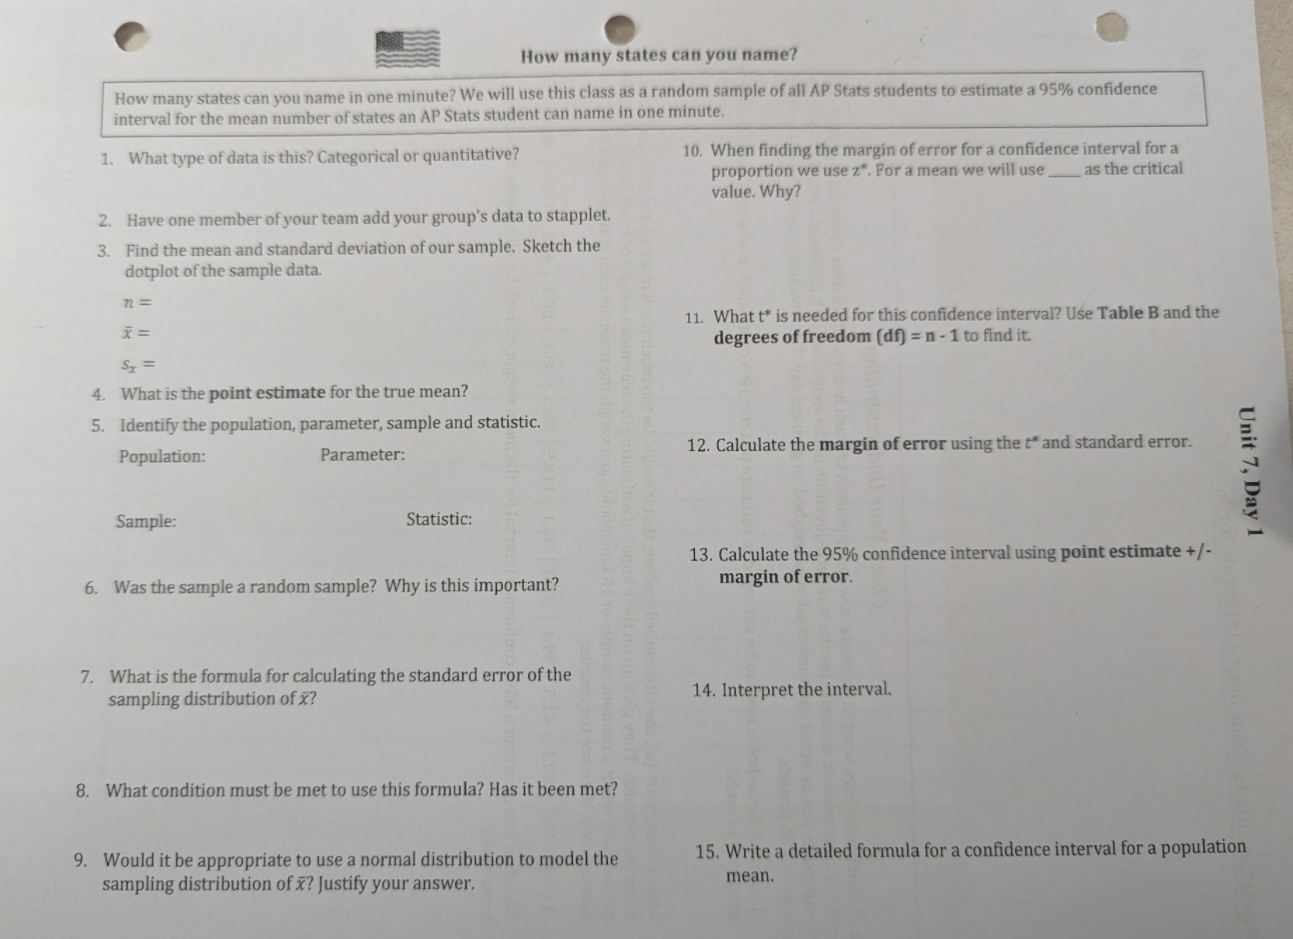 How many states can you name?
How many states can you name in one minute? We will use this class as a random sample of all AP Stats students to estimate a 95% confidence
interval for the mean number of states an AP Stats student can name in one minute.
1. What type of data is this? Categorical or quantitative?
2. Have one member of your team add your group's data to stapplet.
3. Find the mean and standard deviation of our sample. Sketch the
dotplot of the sample data.
n =
x̄ =
sₓ =
4. What is the point estimate for the true mean?
5. Identify the population, parameter, sample and statistic.
Population: Parameter:
Sample: Statistic:
6. Was the sample a random sample? Why is this important?
7. What is the formula for calculating the standard error of the
sampling distribution of x̄?
8. What condition must be met to use this formula? Has it been met?
9. Would it be appropriate to use a normal distribution to model the
sampling distribution of x̄? Justify your answer.
10. When finding the margin of error for a confidence interval for a
proportion we use z*. For a mean we will use ____ as the critical
value. Why?
11. What t* is needed for this confidence interval? Use Table B and the
degrees of freedom (df) = n - 1 to find it.
12. Calculate the margin of error using the t* and standard error.
13. Calculate the 95% confidence interval using point estimate +/-
margin of error.
14. Interpret the interval.
15. Write a detailed formula for a confidence interval for a population
mean.
Unit 7, Day 1